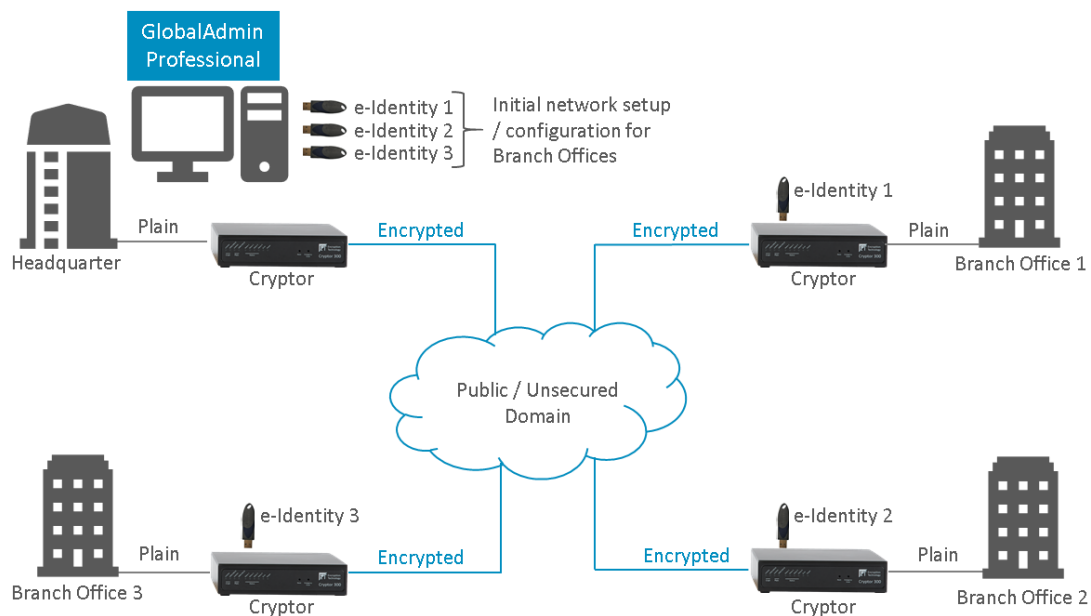 GlobalAdmin
Professional
e-Identity 1
e-Identity 2
e-Identity 3
Initial network setup
/ configuration for
Branch Offices
Headquarter
Plain
Cryptor
Encrypted
Encrypted
e-Identity 1
Cryptor
Plain
Branch Office 1
Public / Unsecured
Domain
Branch Office 3
Plain
e-Identity 3
Cryptor
Encrypted
Encrypted
e-Identity 2
Cryptor
Plain
Branch Office 2